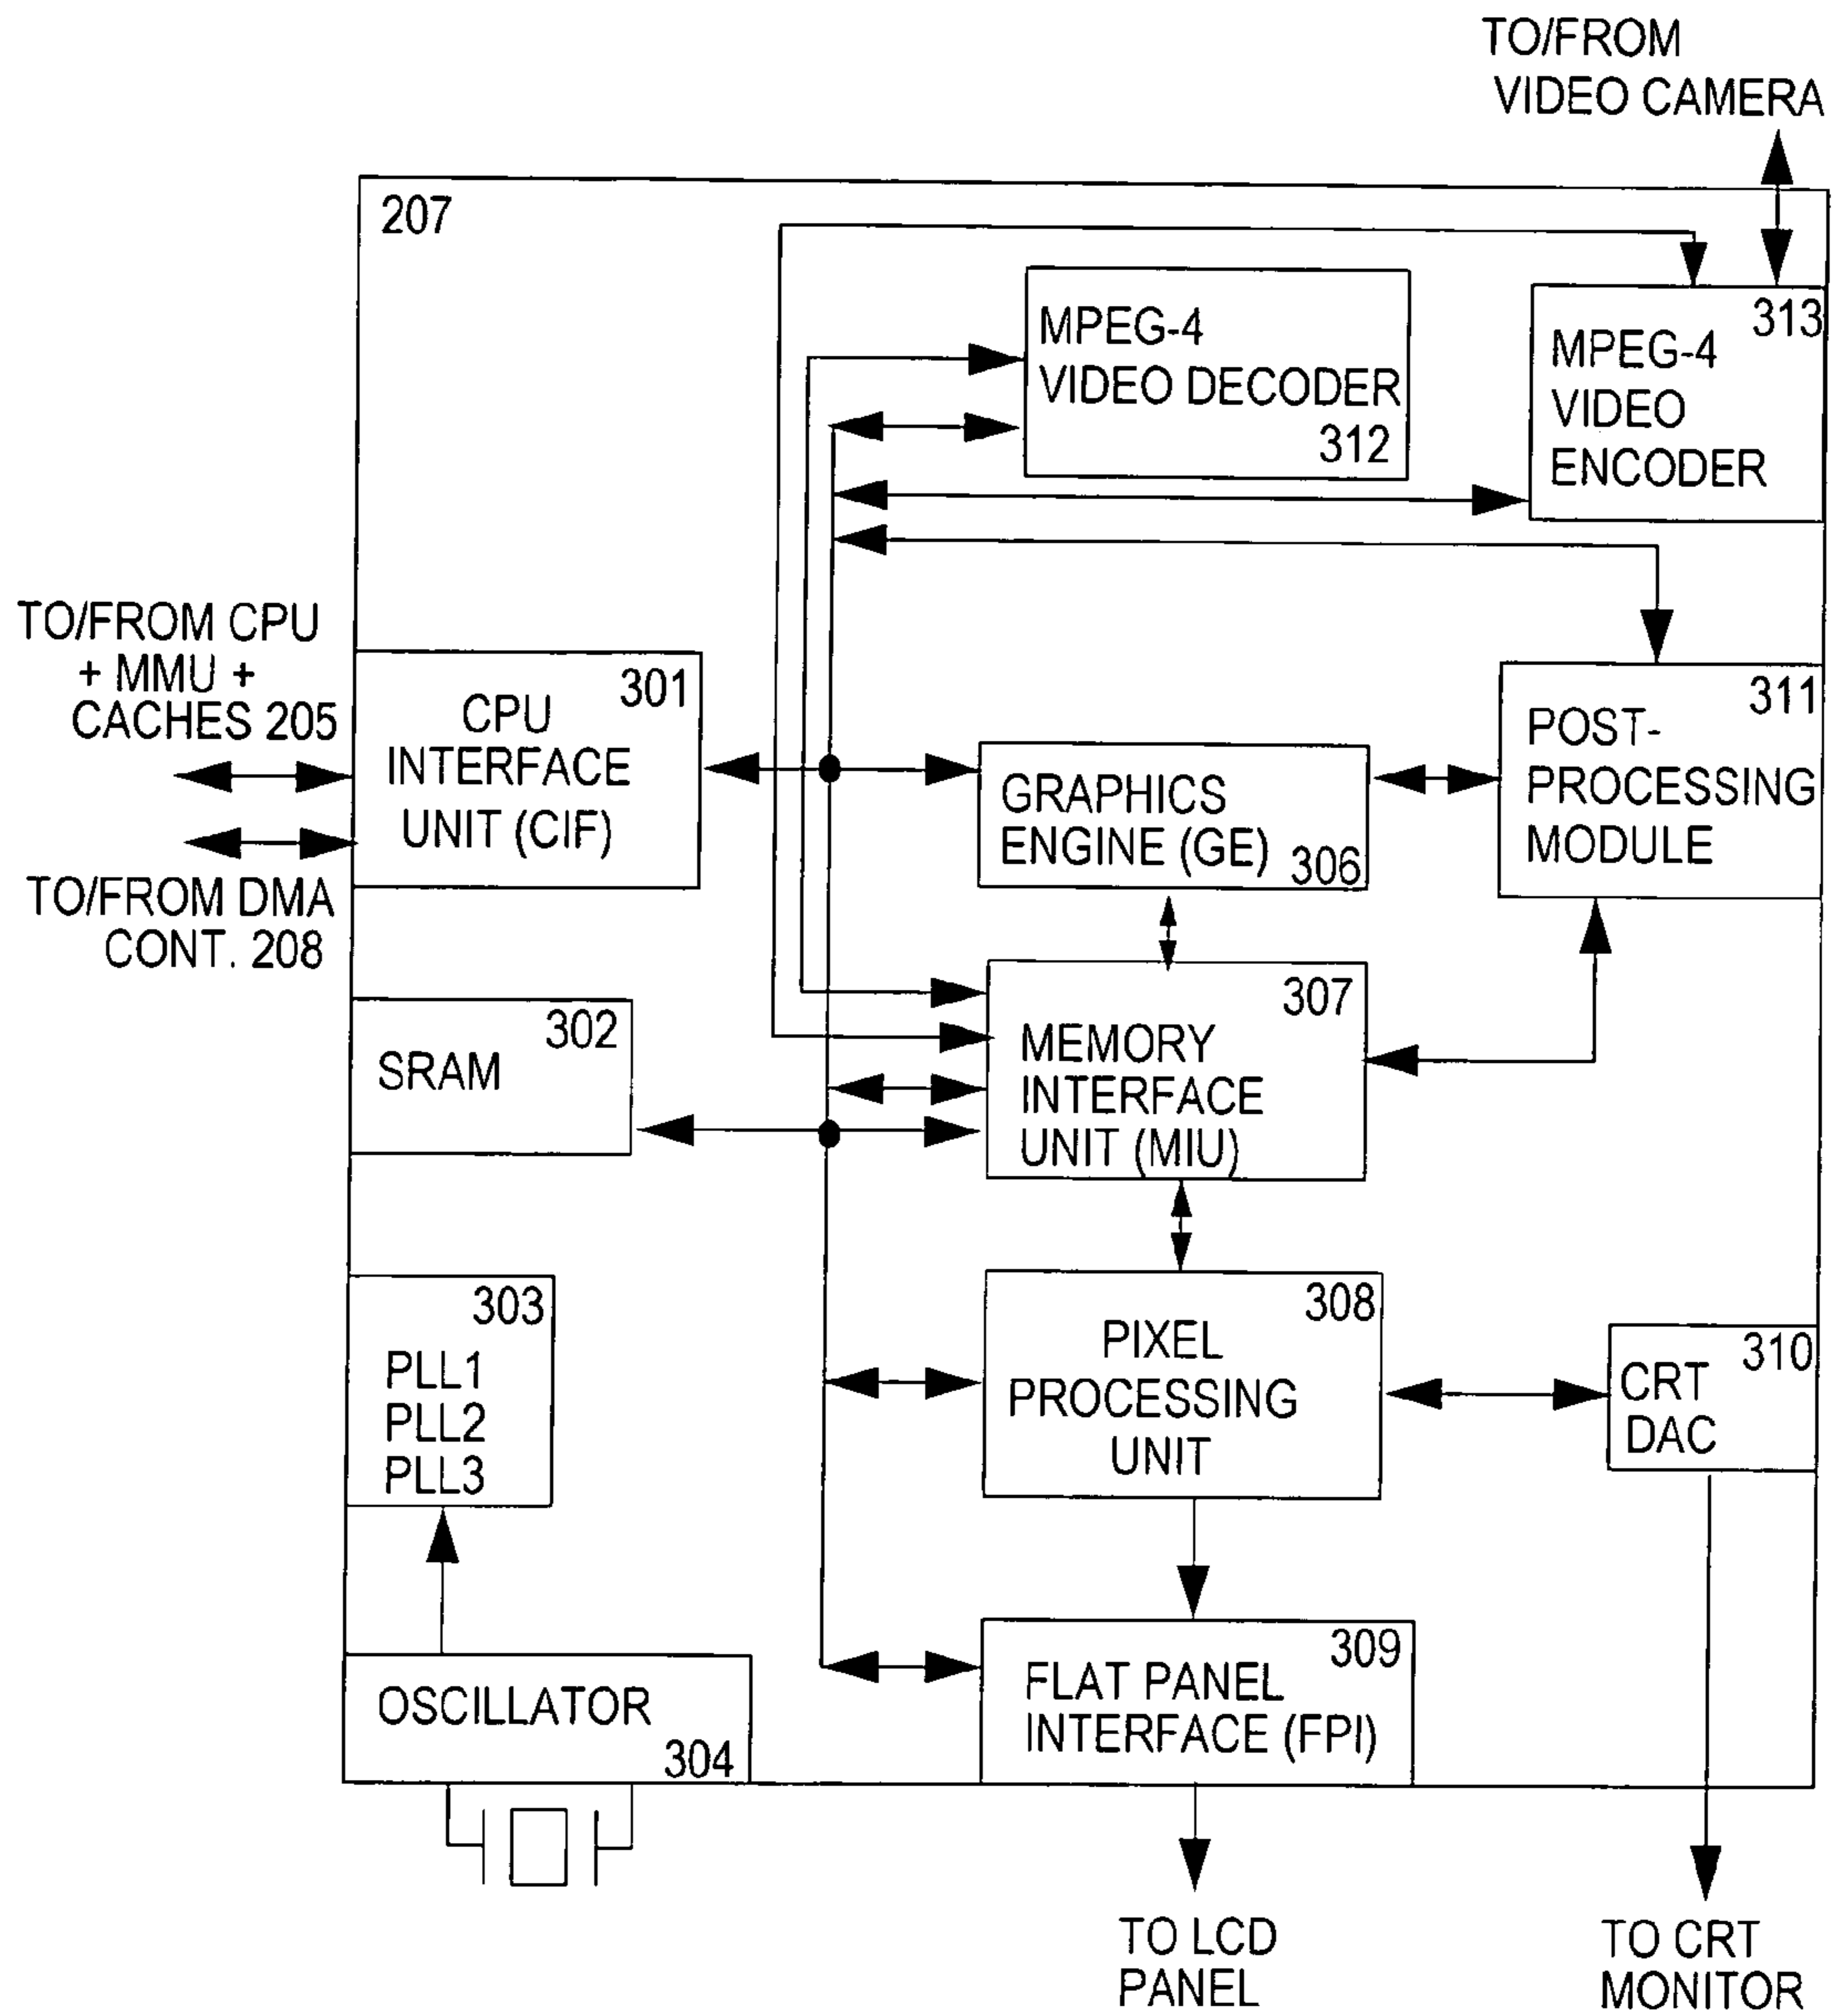 TO/FROM
VIDEO CAMERA
207
MPEG-4
VIDEO DECODER
312
313
MPEG-4
VIDEO
ENCODER
TO/FROM CPU
+ MMU +
CACHES 205
TO/FROM DMA
CONT. 208
301
CPU
INTERFACE
UNIT (CIF)
GRAPHICS
ENGINE (GE)
306
311
POST-
PROCESSING
MODULE
302
SRAM
307
MEMORY
INTERFACE
UNIT (MIU)
303
PLL1
PLL2
PLL3
308
PIXEL
PROCESSING
UNIT
310
CRT
DAC
OSCILLATOR
304
309
FLAT PANEL
INTERFACE (FPI)
TO LCD
PANEL
TO CRT
MONITOR